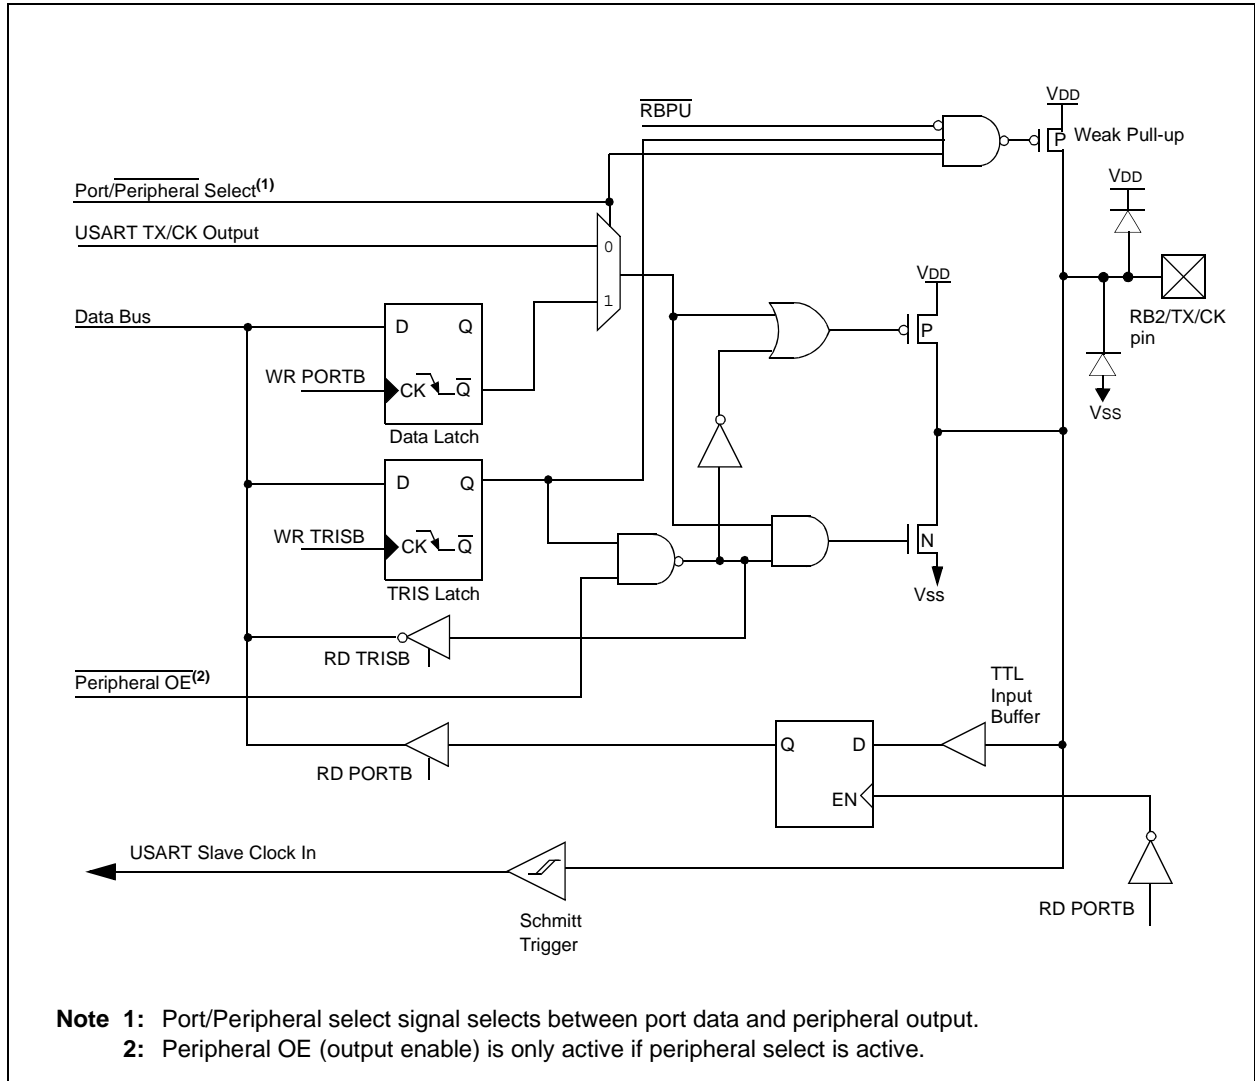 VDD
RBPU
P
Weak Pull-up
VDD
Port/Peripheral Select(1)
USART TX/CK Output
0
VDD
1
Data Bus
D
Q
RB2/TX/CK
pin
P
WR PORTB
CK
Q
VSS
Data Latch
D
Q
WR TRISB
CK
Q
N
TRIS Latch
Vss
RD TRISB
Peripheral OE(2)
TTL
Input
Buffer
Q
D
RD PORTB
EN
USART Slave Clock In
Schmitt
Trigger
RD PORTB
Note 1: Port/Peripheral select signal selects between port data and peripheral output.
2: Peripheral OE (output enable) is only active if peripheral select is active.